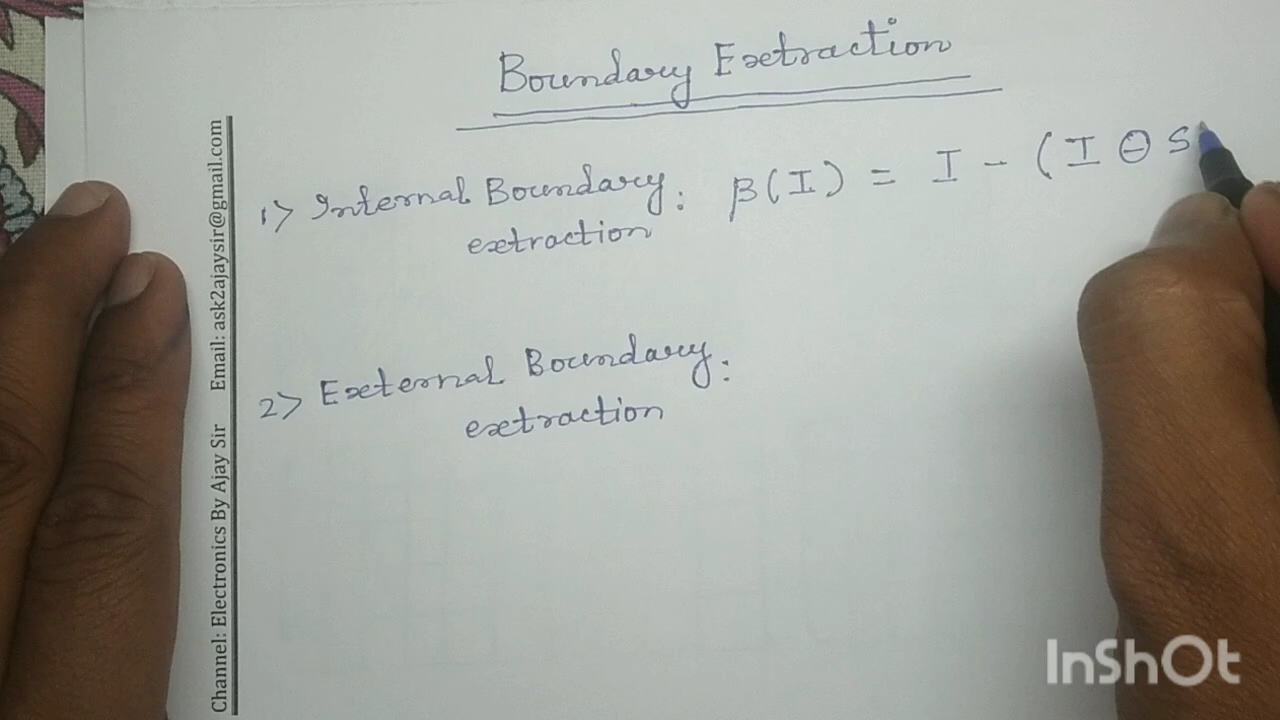 Boundary Extraction
1> Internal Boundary : β(I) = I - (I ⊖ S
extraction
2> External Boundary :
extraction
Channel: Electronics By Ajay Sir Email: ask2ajaysir@gmail.com
InShOt